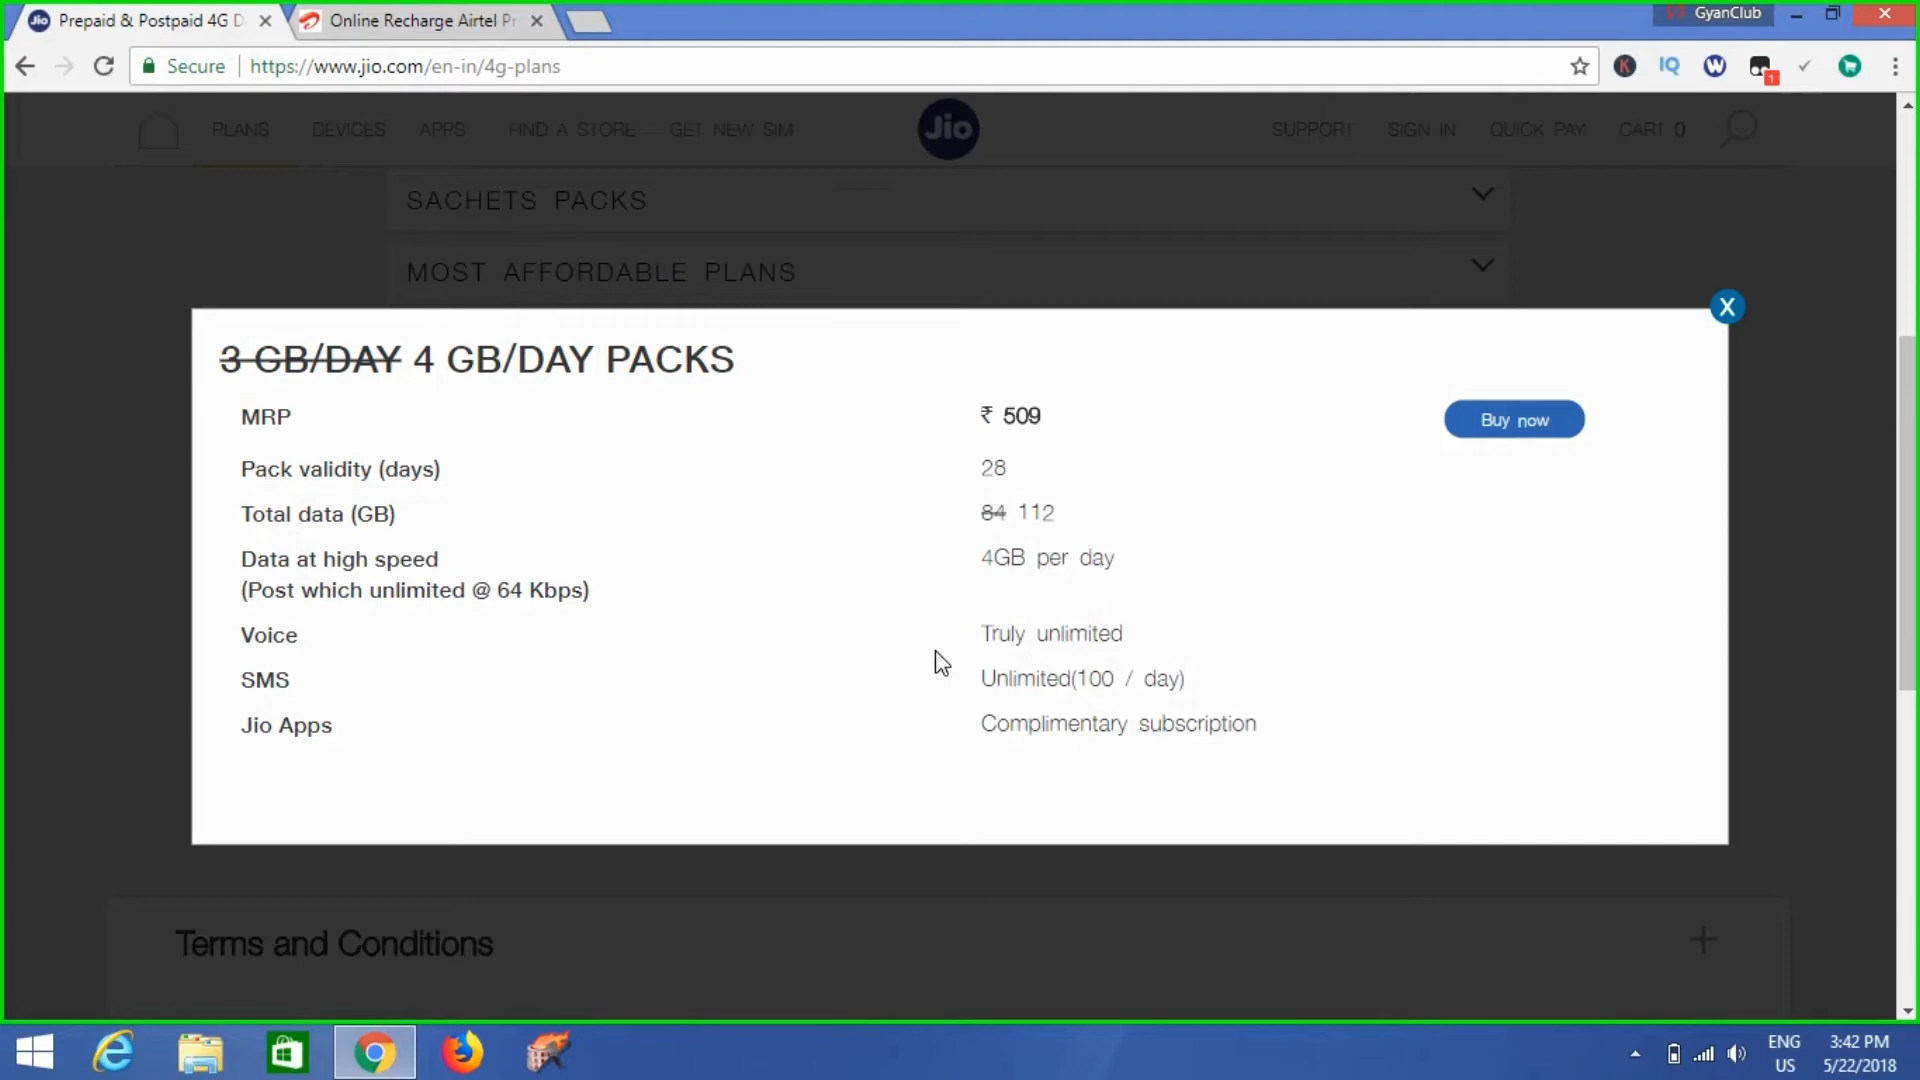 Prepaid & Postpaid 4G D
Online Recharge Airtel Pr
GyanClub
Secure https://www.jio.com/en-in/4g-plans
K IQ W 1
PLANS DEVICES APPS FIND A STORE GET NEW SIM Jio SUPPORT SIGN IN QUICK PAY CART 0
SACHETS PACKS
MOST AFFORDABLE PLANS
X
3 GB/DAY 4 GB/DAY PACKS
MRP ₹ 509 Buy now
Pack validity (days) 28
Total data (GB) 84 112
Data at high speed 4GB per day
(Post which unlimited @ 64 Kbps)
Voice Truly unlimited
SMS Unlimited(100 / day)
Jio Apps Complimentary subscription
Terms and Conditions
ENG 3:42 PM
US 5/22/2018